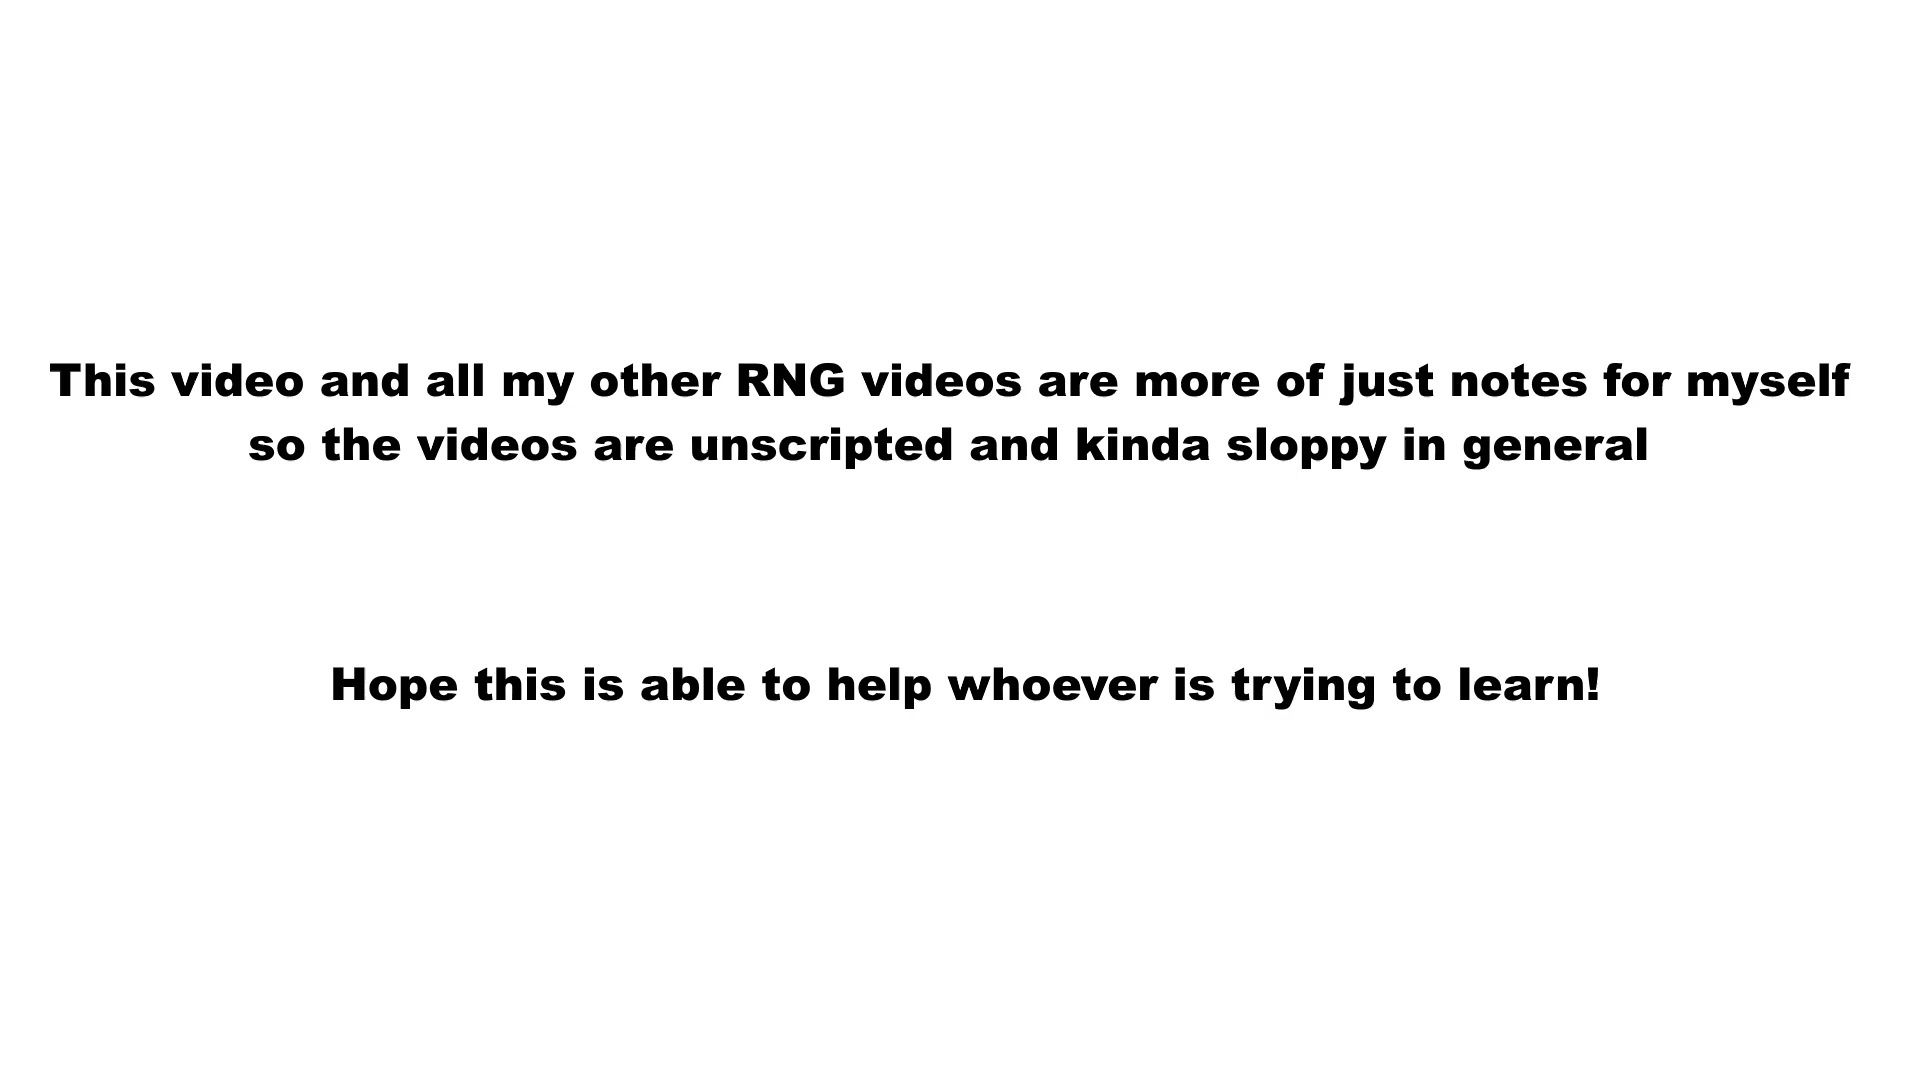 This video and all my other RNG videos are more of just notes for myself
so the videos are unscripted and kinda sloppy in general
Hope this is able to help whoever is trying to learn!